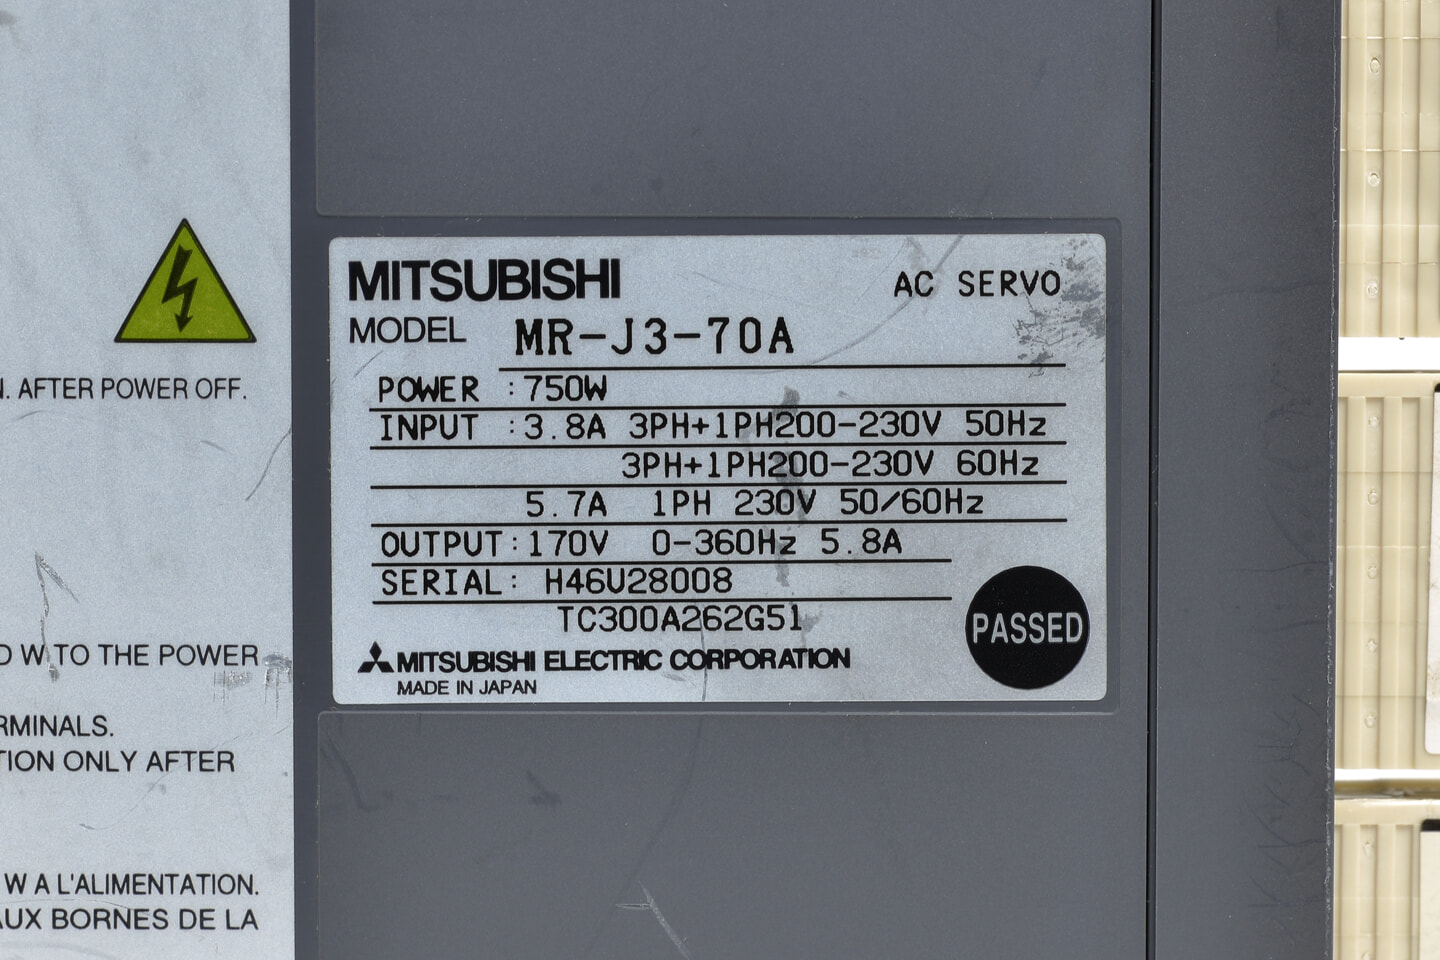 MITSUBISHI AC SERVO
MODEL MR-J3-70A
POWER :750W
INPUT :3.8A 3PH+1PH200-230V 50Hz
3PH+1PH200-230V 60Hz
5.7A 1PH 230V 50/60Hz
OUTPUT:170V 0-360Hz 5.8A
SERIAL: H46U28008
TC300A262G51
PASSED
MITSUBISHI ELECTRIC CORPORATION
MADE IN JAPAN
. AFTER POWER OFF.
W TO THE POWER
RMINALS.
TION ONLY AFTER
W A L'ALIMENTATION.
AUX BORNES DE LA